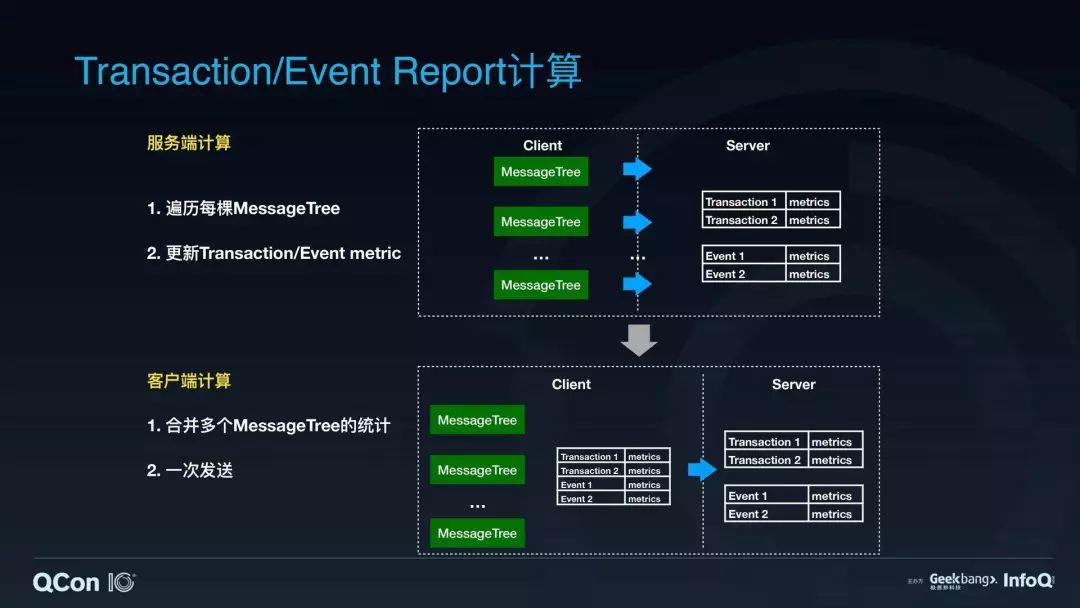 Transaction/Event Report计算
服务端计算
1. 遍历每棵MessageTree
2. 更新Transaction/Event metric
Client
Server
MessageTree
MessageTree
...
...
MessageTree
Transaction 1 metrics
Transaction 2 metrics
Event 1 metrics
Event 2 metrics
客户端计算
1. 合并多个MessageTree的统计
2. 一次发送
Client
Server
MessageTree
MessageTree
...
MessageTree
Transaction 1 metrics
Transaction 2 metrics
Event 1 metrics
Event 2 metrics
Transaction 1 metrics
Transaction 2 metrics
Event 1 metrics
Event 2 metrics
QCon 10
主办方 Geekbang>. InfoQ
极客邦科技